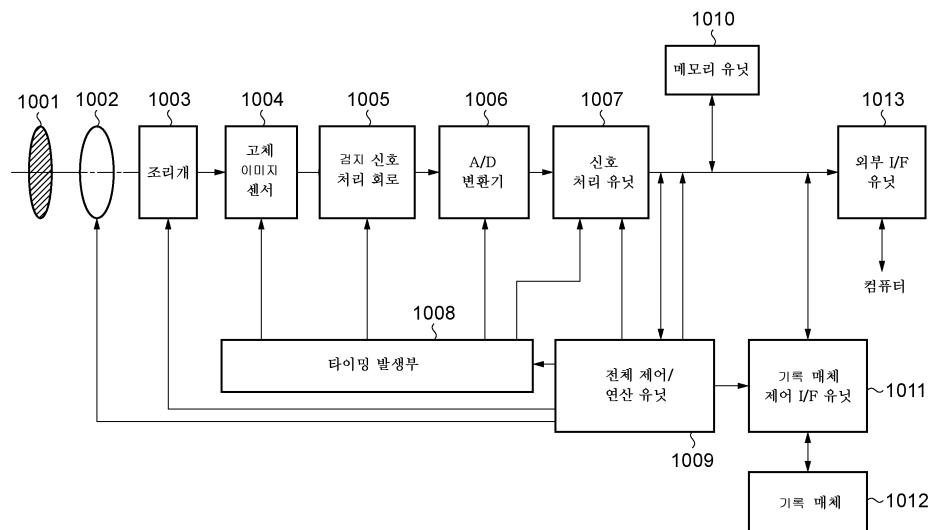 1010
메모리 유닛
1001
1002
1003
1004
1005
1006
1007
1013
조리개
고체
이미지
센서
검지 신호
처리 회로
A/D
변환기
신호
처리 유닛
외부 I/F
유닛
컴퓨터
1008
타이밍 발생부
전체 제어/
연산 유닛
1009
기록 매체
제어 I/F 유닛
1011
기록 매체
1012